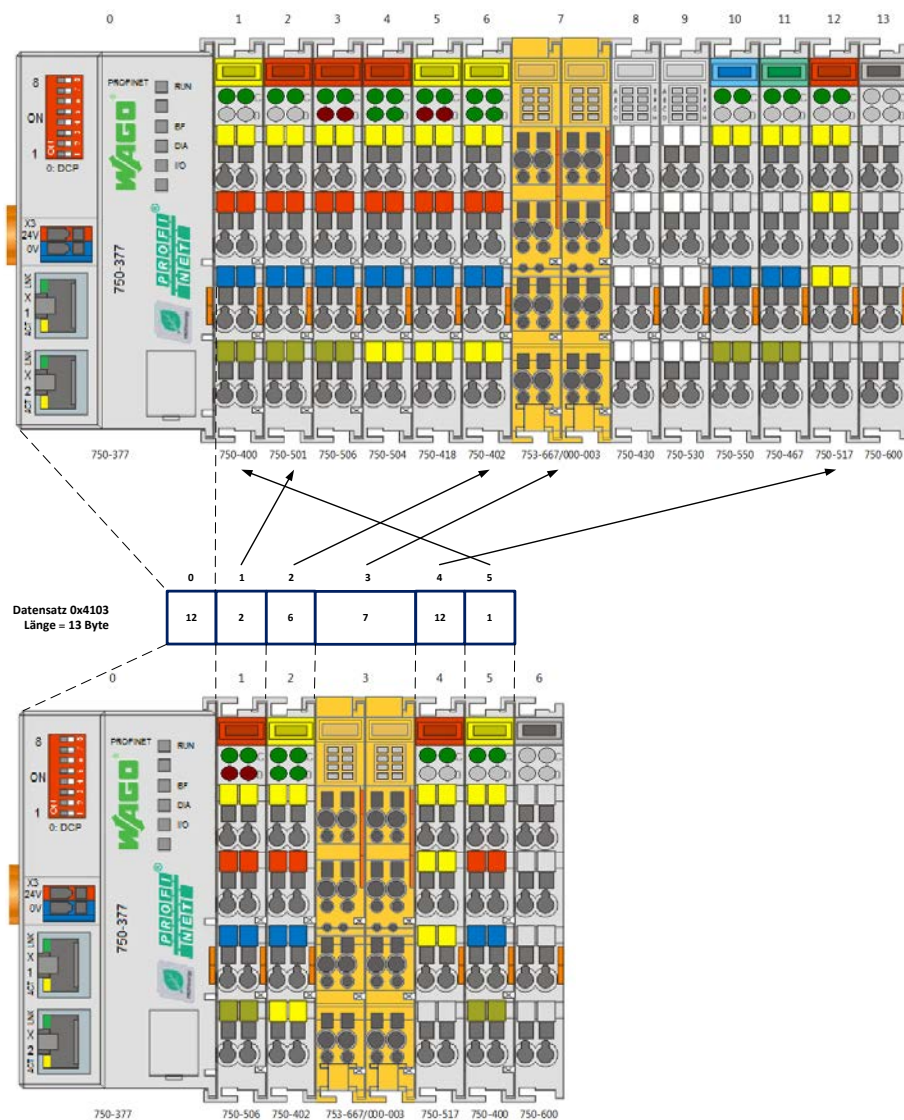 0 1 2 3 4 5 6 7 8 9 10 11 12 13
8
ON
1
0: DCP
PROFINET
RUN
BF
DIA
I/O
WAGO
PROFI
NET
750-377
X3
24V
0V
LNK
X
1
ACT
LNK
X
2
ACT
750-377 750-400 750-501 750-506 750-504 750-418 750-402 753-667/000-003 750-430 750-530 750-550 750-467 750-517 750-600
0 1 2 3 4 5
Datensatz 0x4103
Länge = 13 Byte
12 2 6 7 12 1
0 1 2 3 4 5 6
8
ON
1
0: DCP
PROFINET
RUN
BF
DIA
I/O
WAGO
PROFI
NET
750-377
X3
24V
0V
LNK
X
1
ACT
LNK
X
2
ACT
750-377 750-506 750-402 753-667/000-003 750-517 750-400 750-600